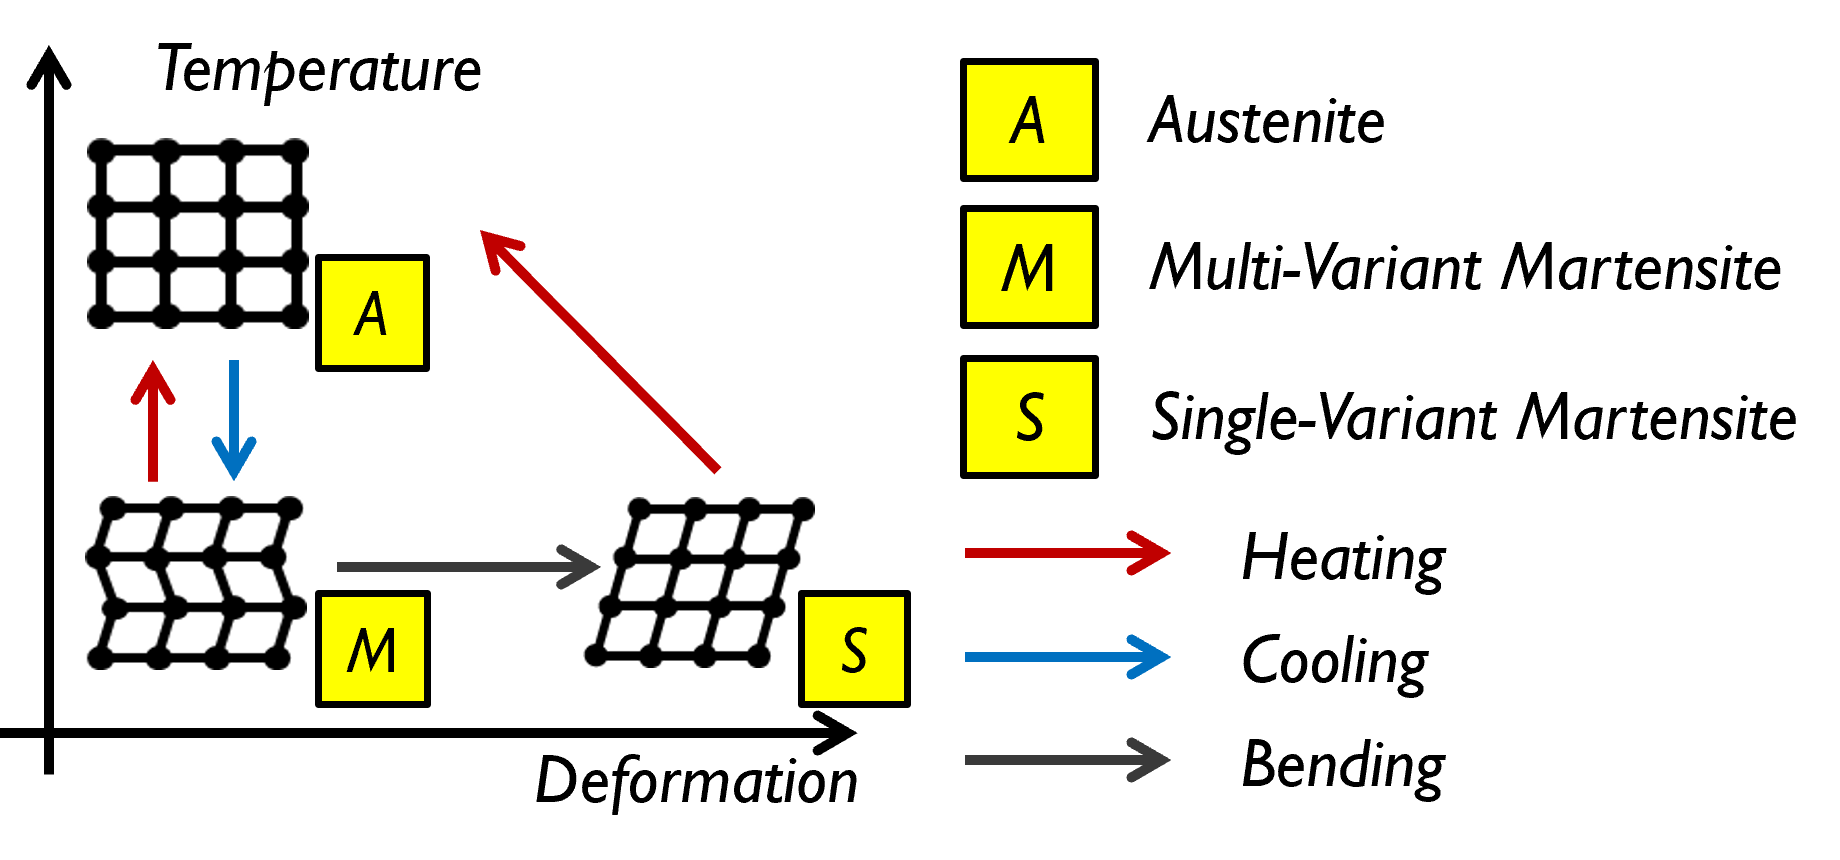 Temperature
A
M
S
Deformation
A Austenite
M Multi-Variant Martensite
S Single-Variant Martensite
Heating
Cooling
Bending